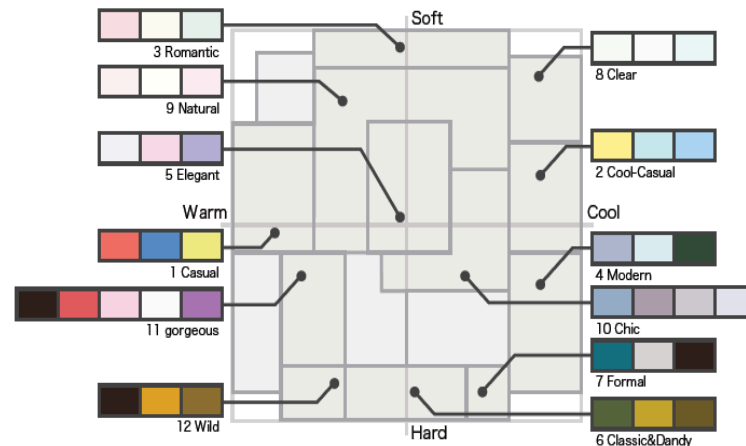 Soft
3 Romantic
8 Clear
9 Natural
5 Elegant
2 Cool-Casual
Warm
Cool
1 Casual
4 Modern
11 gorgeous
10 Chic
7 Formal
12 Wild
6 Classic&Dandy
Hard